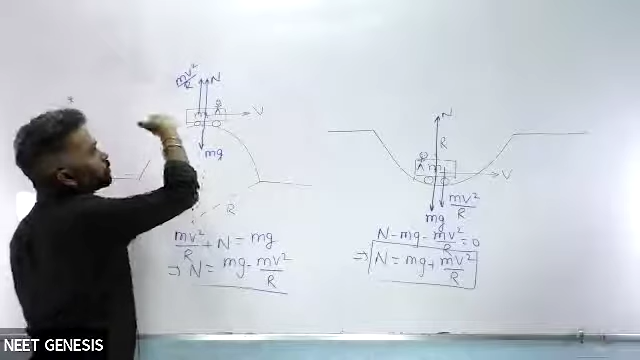 mv²/R N
m
V
mg
R
mv²/R + N = mg
⇒ N = mg - mv²/R
N
R
m
V
mv²/R
mg
N - mg - mv²/R = 0
⇒ N = mg + mv²/R
NEET GENESIS